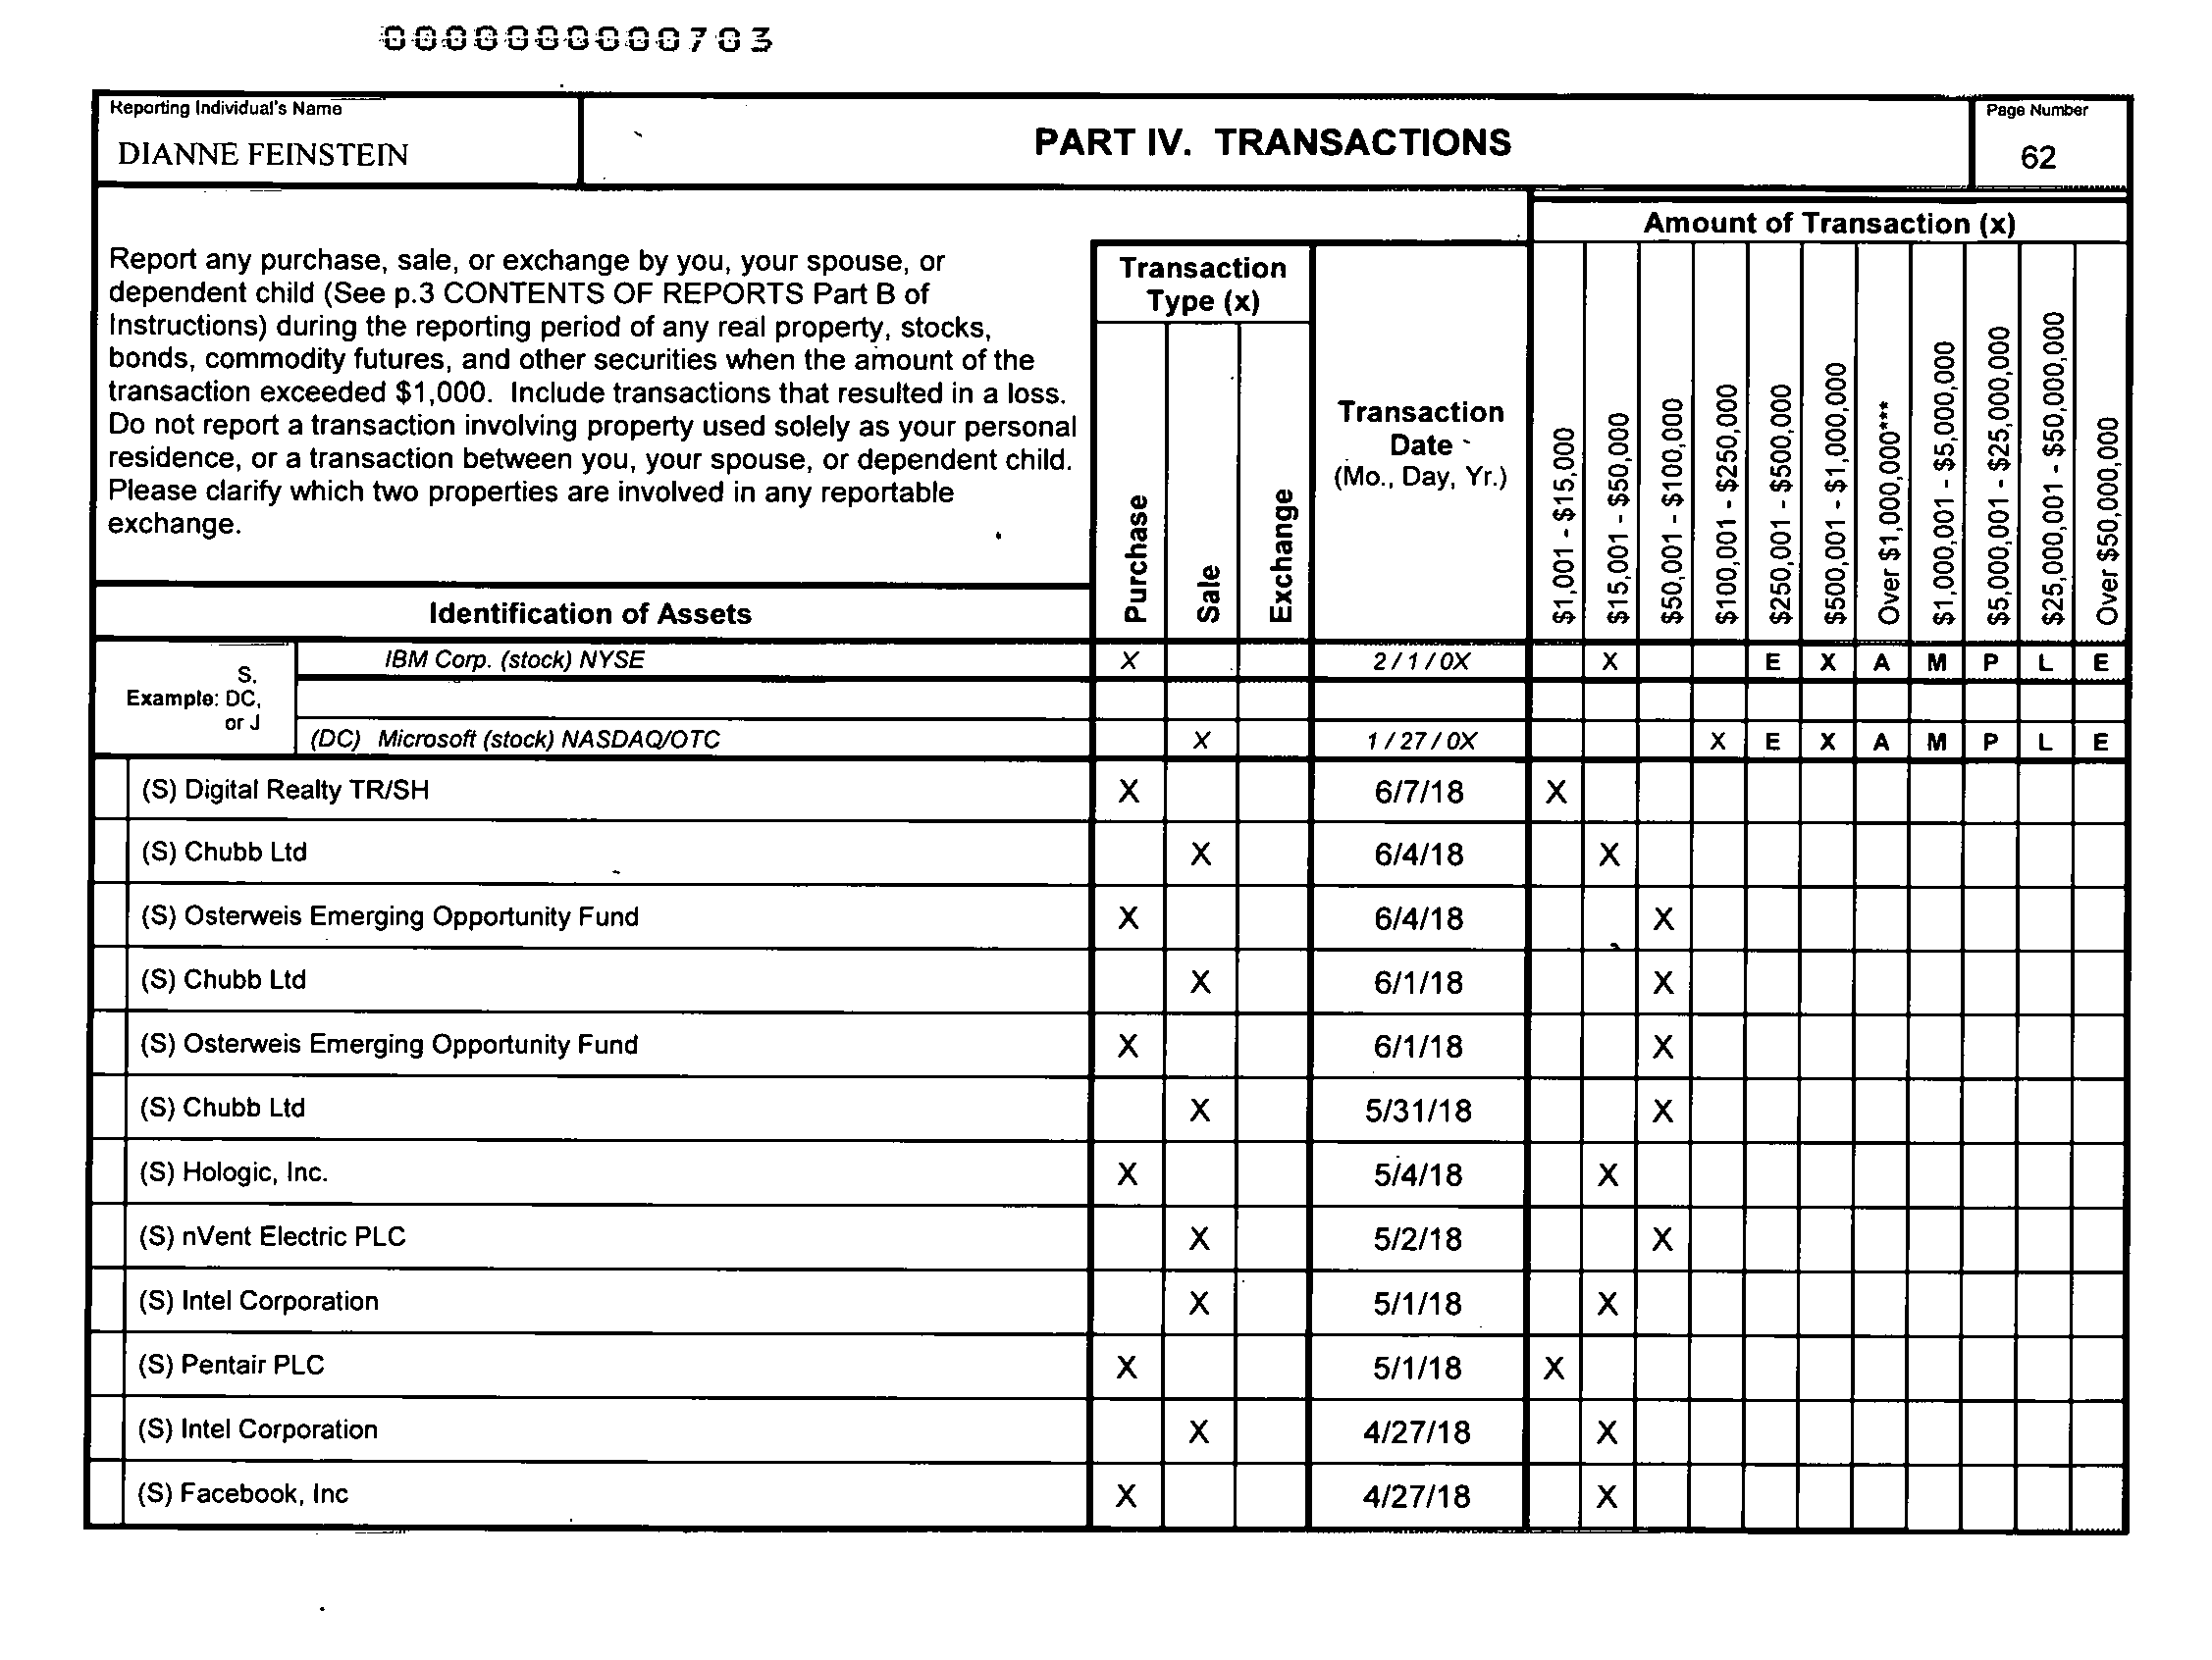 0000000000703
Reporting Individual's Name
DIANNE FEINSTEIN
PART IV. TRANSACTIONS
Page Number
62
Report any purchase, sale, or exchange by you, your spouse, or
dependent child (See p.3 CONTENTS OF REPORTS Part B of
Instructions) during the reporting period of any real property, stocks,
bonds, commodity futures, and other securities when the amount of the
transaction exceeded $1,000. Include transactions that resulted in a loss.
Do not report a transaction involving property used solely as your personal
residence, or a transaction between you, your spouse, or dependent child.
Please clarify which two properties are involved in any reportable
exchange.
Identification of Assets
Transaction
Type (x)
Purchase
Sale
Exchange
Transaction
Date
(Mo., Day, Yr.)
Amount of Transaction (x)
$1,001 - $15,000
$15,001 - $50,000
$50,001 - $100,000
$100,001 - $250,000
$250,001 - $500,000
$500,001 - $1,000,000
Over $1,000,000***
$1,000,001 - $5,000,000
$5,000,001 - $25,000,000
$25,000,001 - $50,000,000
Over $50,000,000
S,
Example: DC,
or J
IBM Corp. (stock) NYSE X 2/1/0X X E X A M P L E
(DC) Microsoft (stock) NASDAQ/OTC X 1/27/0X X E X A M P L E
(S) Digital Realty TR/SH X 6/7/18 X
(S) Chubb Ltd X 6/4/18 X
(S) Osterweis Emerging Opportunity Fund X 6/4/18 X
(S) Chubb Ltd X 6/1/18 X
(S) Osterweis Emerging Opportunity Fund X 6/1/18 X
(S) Chubb Ltd X 5/31/18 X
(S) Hologic, Inc. X 5/4/18 X
(S) nVent Electric PLC X 5/2/18 X
(S) Intel Corporation X 5/1/18 X
(S) Pentair PLC X 5/1/18 X
(S) Intel Corporation X 4/27/18 X
(S) Facebook, Inc X 4/27/18 X